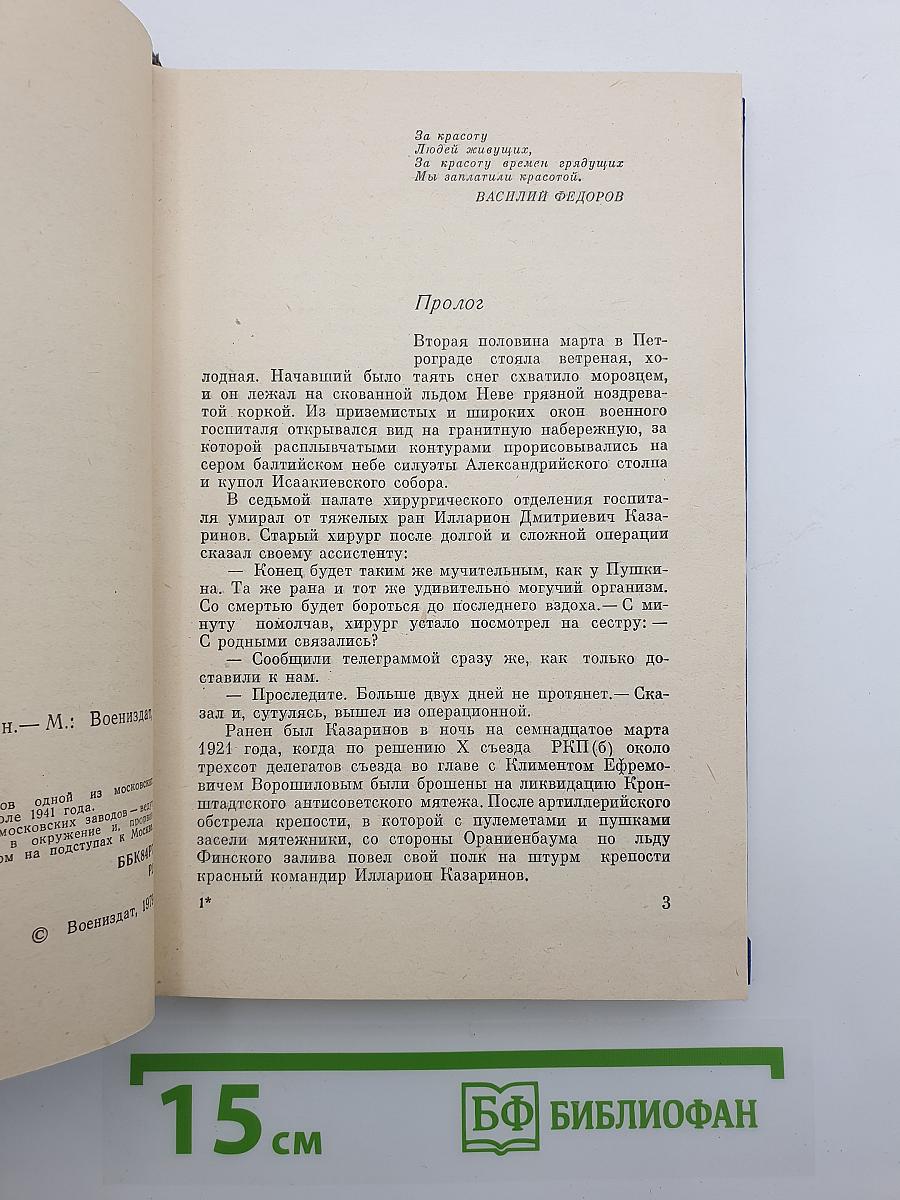 За красоту
Людей живущих,
За красоту времен грядущих
Мы заплатили красотой.
ВАСИЛИЙ ФЕДОРОВ
Пролог
Вторая половина марта в Пет-
рограде стояла ветреная, хо-
лодная. Начавший было таять снег схватило морозцем,
и он лежал на скованной льдом Неве грязной ноздрева-
той коркой. Из приземистых и широких окон военного
госпиталя открывался вид на гранитную набережную, за
которой расплывчатыми контурами прорисовывались на
сером балтийском небе силуэты Александрийского столпа
и купол Исаакиевского собора.
В седьмой палате хирургического отделения госпита-
ля умирал от тяжелых ран Илларион Дмитриевич Каза-
ринов. Старый хирург после долгой и сложной операции
сказал своему ассистенту:
— Конец будет таким же мучительным, как у Пушки-
на. Та же рана и тот же удивительно могучий организм.
Со смертью будет бороться до последнего вздоха.— С ми-
нуту помолчав, хирург устало посмотрел на сестру: —
С родными связались?
— Сообщили телеграммой сразу же, как только до-
ставили к нам.
— Проследите. Больше двух дней не протянет.— Ска-
зал и, сутулясь, вышел из операционной.
Ранен был Казаринов в ночь на семнадцатое марта
1921 года, когда по решению X съезда РКП(б) около
трехсот делегатов съезда во главе с Климентом Ефремо-
вичем Ворошиловым были брошены на ликвидацию Крон-
штадтского антисоветского мятежа. После артиллерийского
обстрела крепости, в которой с пулеметами и пушками
засели мятежники, со стороны Ораниенбаума по льду
Финского залива повел свой полк на штурм крепости
красный командир Илларион Казаринов.
1*
3
н.— М.: Воениздат,
ов одной из московских
оле 1941 года.
московских заводов — веду
в окружение и, прорвав
ом на подступах к Москве
ББК84Р
Р
© Воениздат, 197
15 см
БФ БИБЛИОФАН